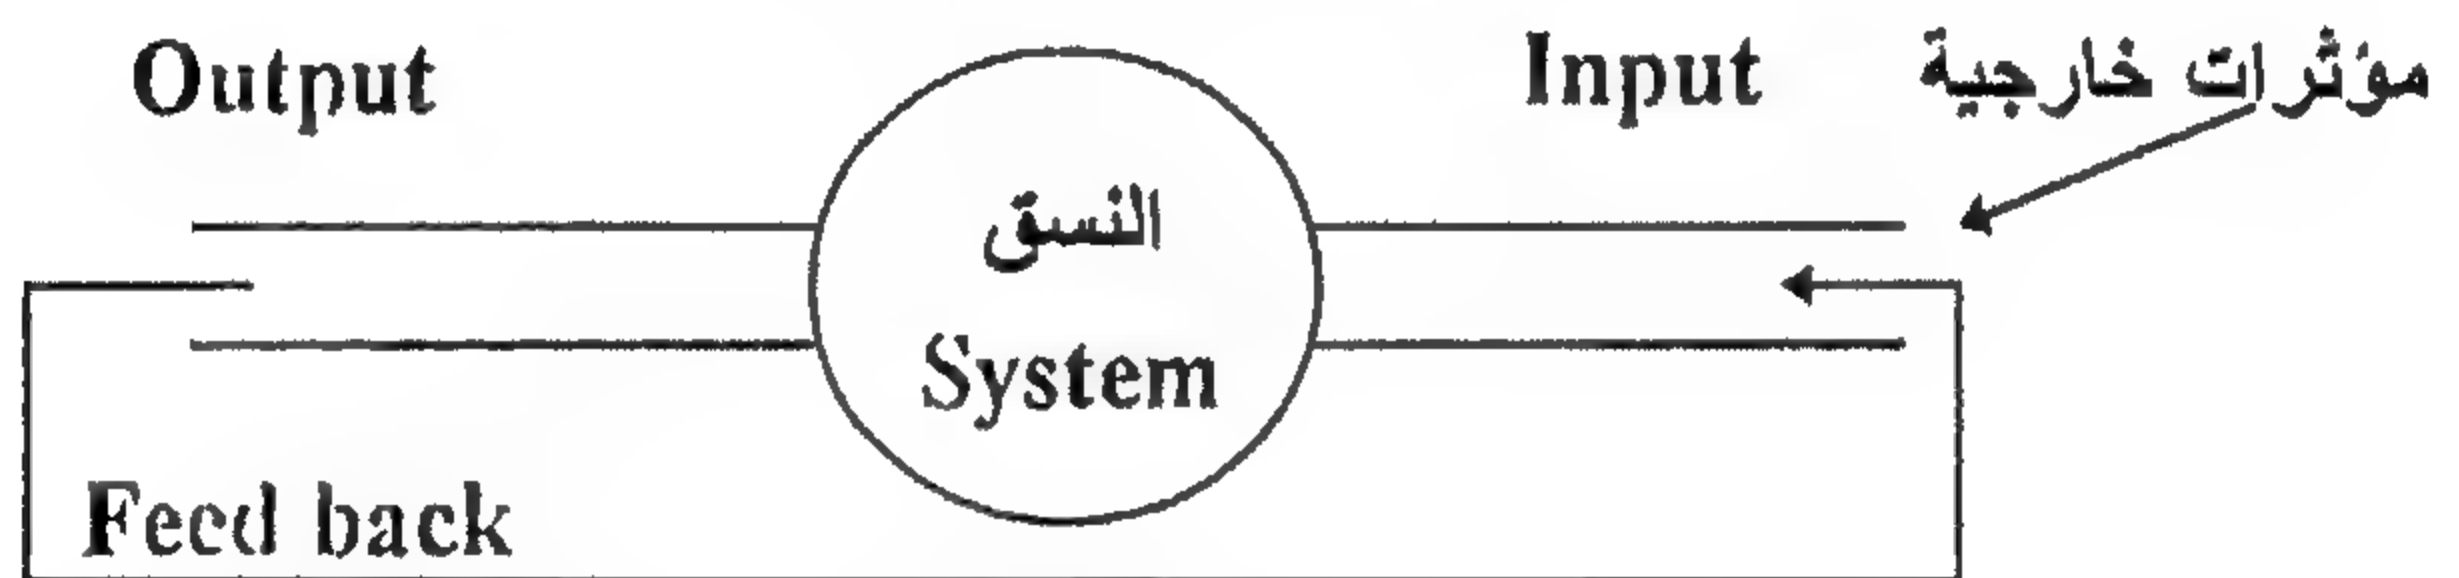 Output
Input
مؤثرات خارجية
النسق
System
Feed back